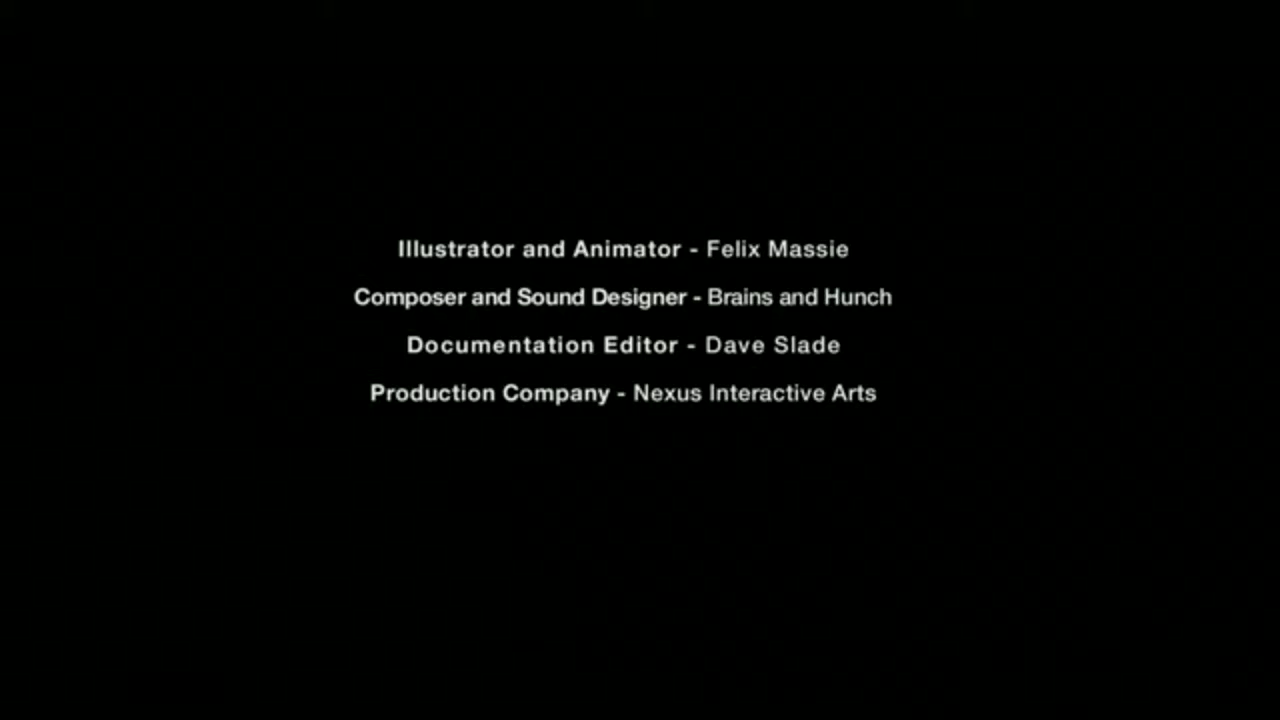 Illustrator and Animator - Felix Massie
Composer and Sound Designer - Brains and Hunch
Documentation Editor - Dave Slade
Production Company - Nexus Interactive Arts